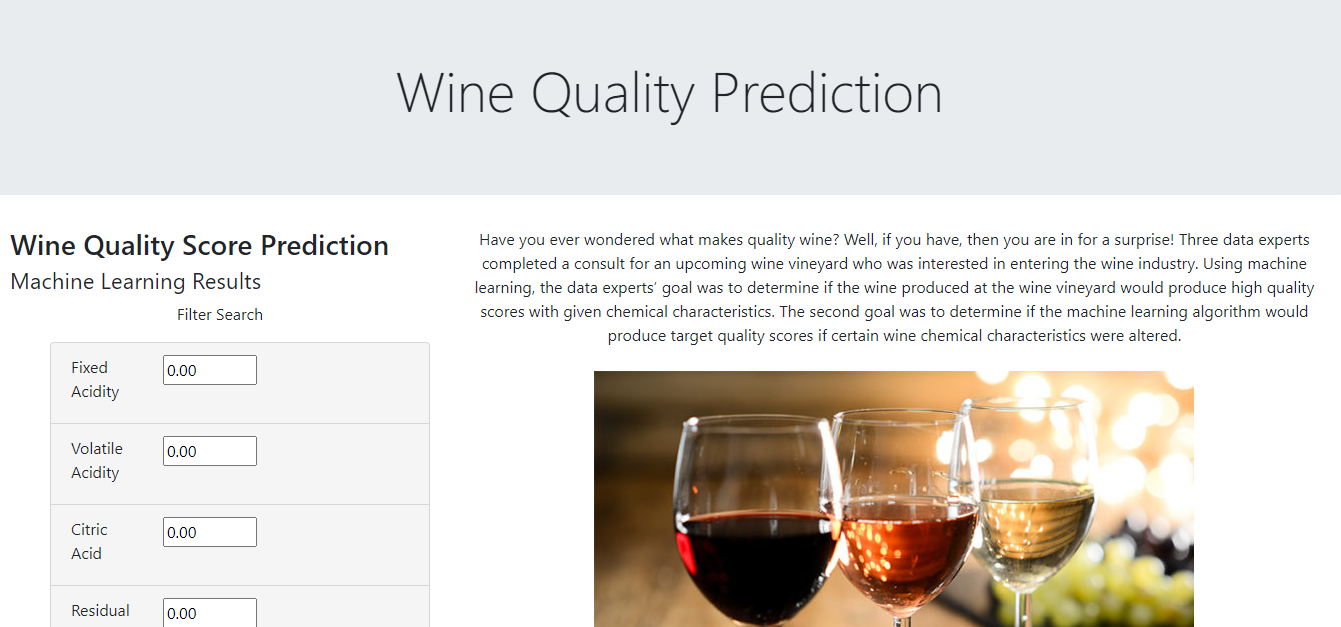 Wine Quality Prediction
Wine Quality Score Prediction
Machine Learning Results
Filter Search
Fixed
Acidity
0.00
Volatile
Acidity
0.00
Citric
Acid
0.00
Residual
0.00
Have you ever wondered what makes quality wine? Well, if you have, then you are in for a surprise! Three data experts
completed a consult for an upcoming wine vineyard who was interested in entering the wine industry. Using machine
learning, the data experts' goal was to determine if the wine produced at the wine vineyard would produce high quality
scores with given chemical characteristics. The second goal was to determine if the machine learning algorithm would
produce target quality scores if certain wine chemical characteristics were altered.